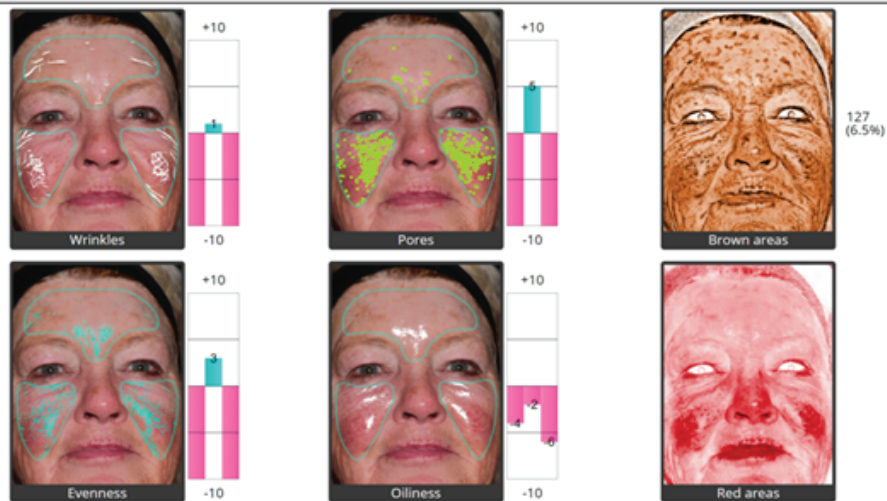 +10
1
-10
Wrinkles
+10
5
-10
Pores
127
(6.5%)
Brown areas
+10
3
-10
Evenness
+10
-4
-2
-6
-10
Oiliness
Red areas